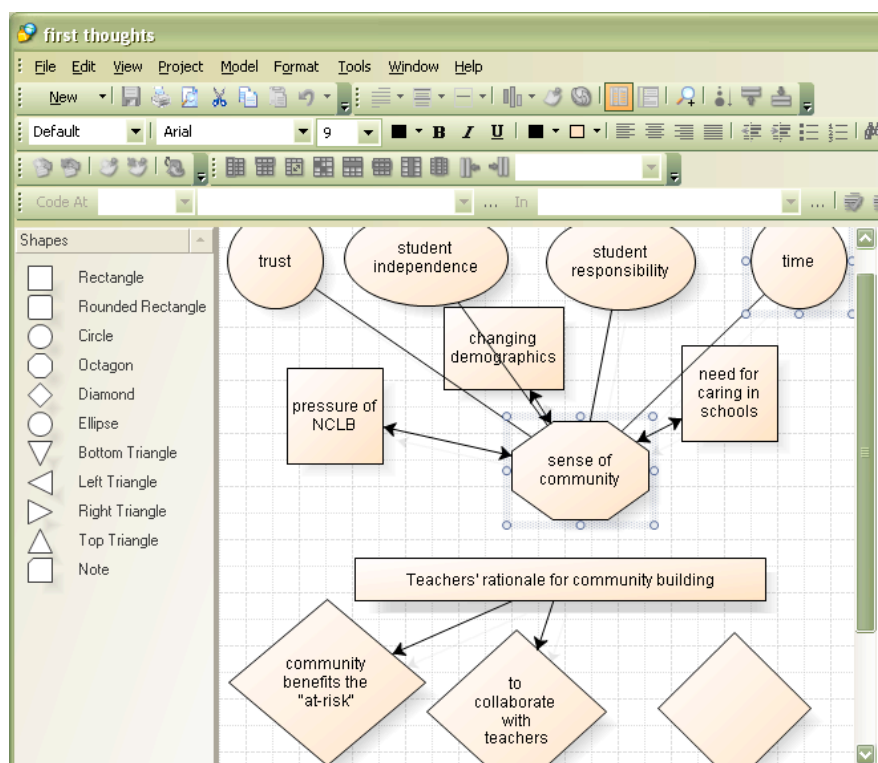 first thoughts
File Edit View Project Model Format Tools Window Help
New
Default Arial 9 B I U
Code At ... In ...
Shapes
Rectangle
Rounded Rectangle
Circle
Octagon
Diamond
Ellipse
Bottom Triangle
Left Triangle
Right Triangle
Top Triangle
Note
trust
student
independence
student
responsibility
time
changing
demographics
pressure of
NCLB
need for
caring in
schools
sense of
community
Teachers' rationale for community building
community
benefits the
"at-risk"
to
collaborate
with
teachers